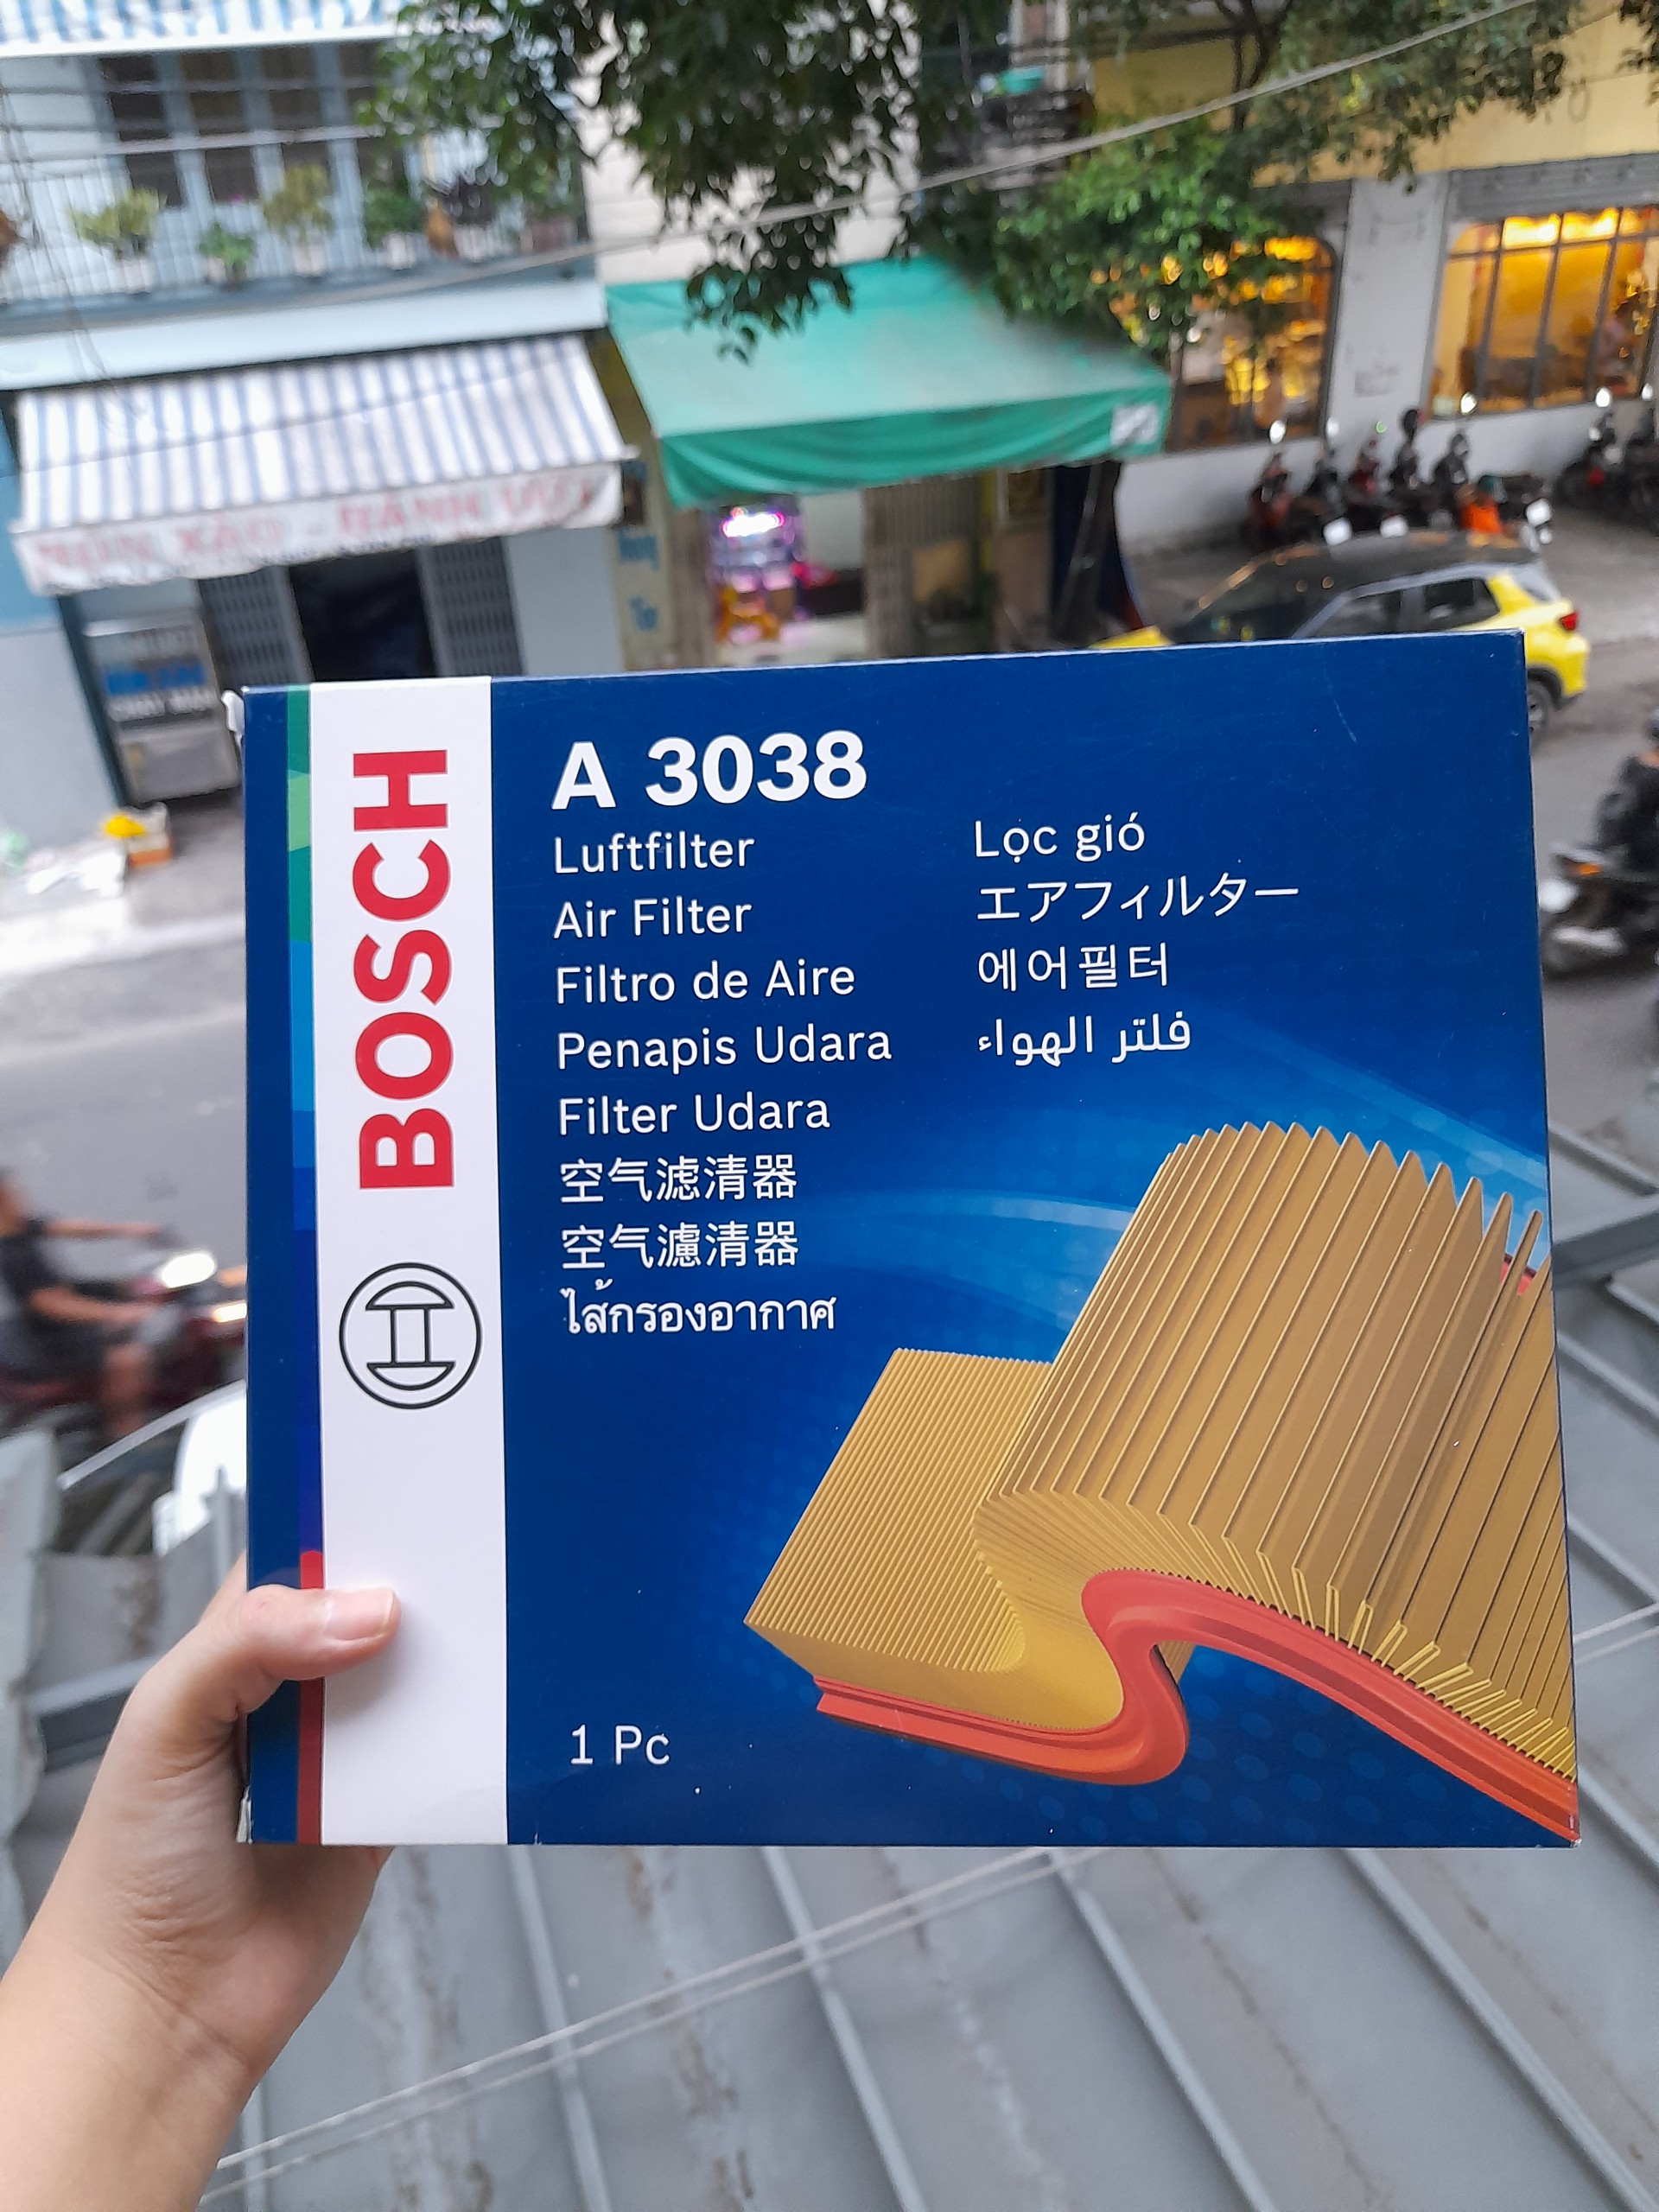 BOSCH
A 3038
Luftfilter
Air Filter
Filtro de Aire
Penapis Udara
Filter Udara
空气滤清器
空气濾清器
ไส้กรองอากาศ
Lọc gió
エアフィルター
에어필터
فلتر الهواء
1 Pc